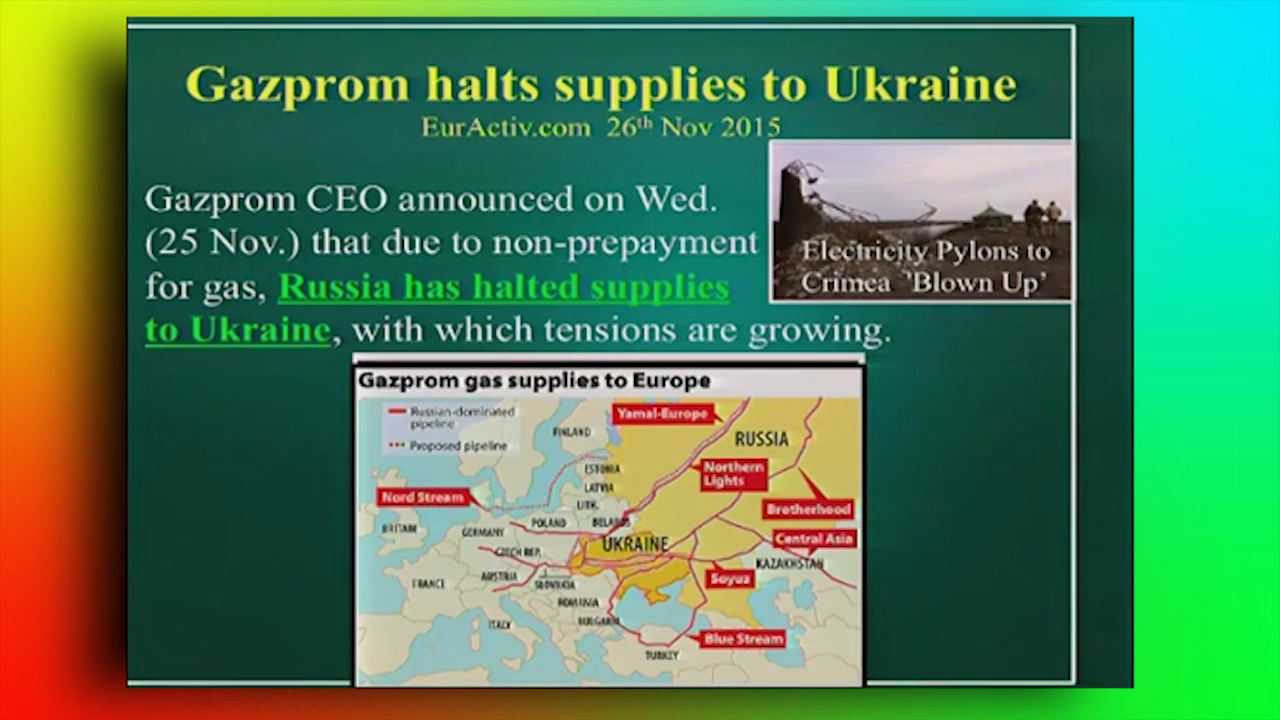 Gazprom halts supplies to Ukraine
EurActiv.com 26th Nov 2015
Gazprom CEO announced on Wed.
(25 Nov.) that due to non-prepayment
for gas, Russia has halted supplies
to Ukraine, with which tensions are growing.
Electricity Pylons to
Crimea 'Blown Up'
Gazprom gas supplies to Europe
Russian-dominated
pipeline
Proposed pipeline
Yamal-Europe
FINLAND
RUSSIA
ESTONIA
Northern
Lights
LATVIA
Nord Stream
LITH.
Brotherhood
BRITAIN
GERMANY
POLAND
BELARUS
UKRAINE
Central Asia
CZECH REP.
KAZAKHSTAN
FRANCE
AUSTRIA
SLOVAKIA
Soyuz
ROMANIA
ITALY
BULGARIA
Blue Stream
TURKEY